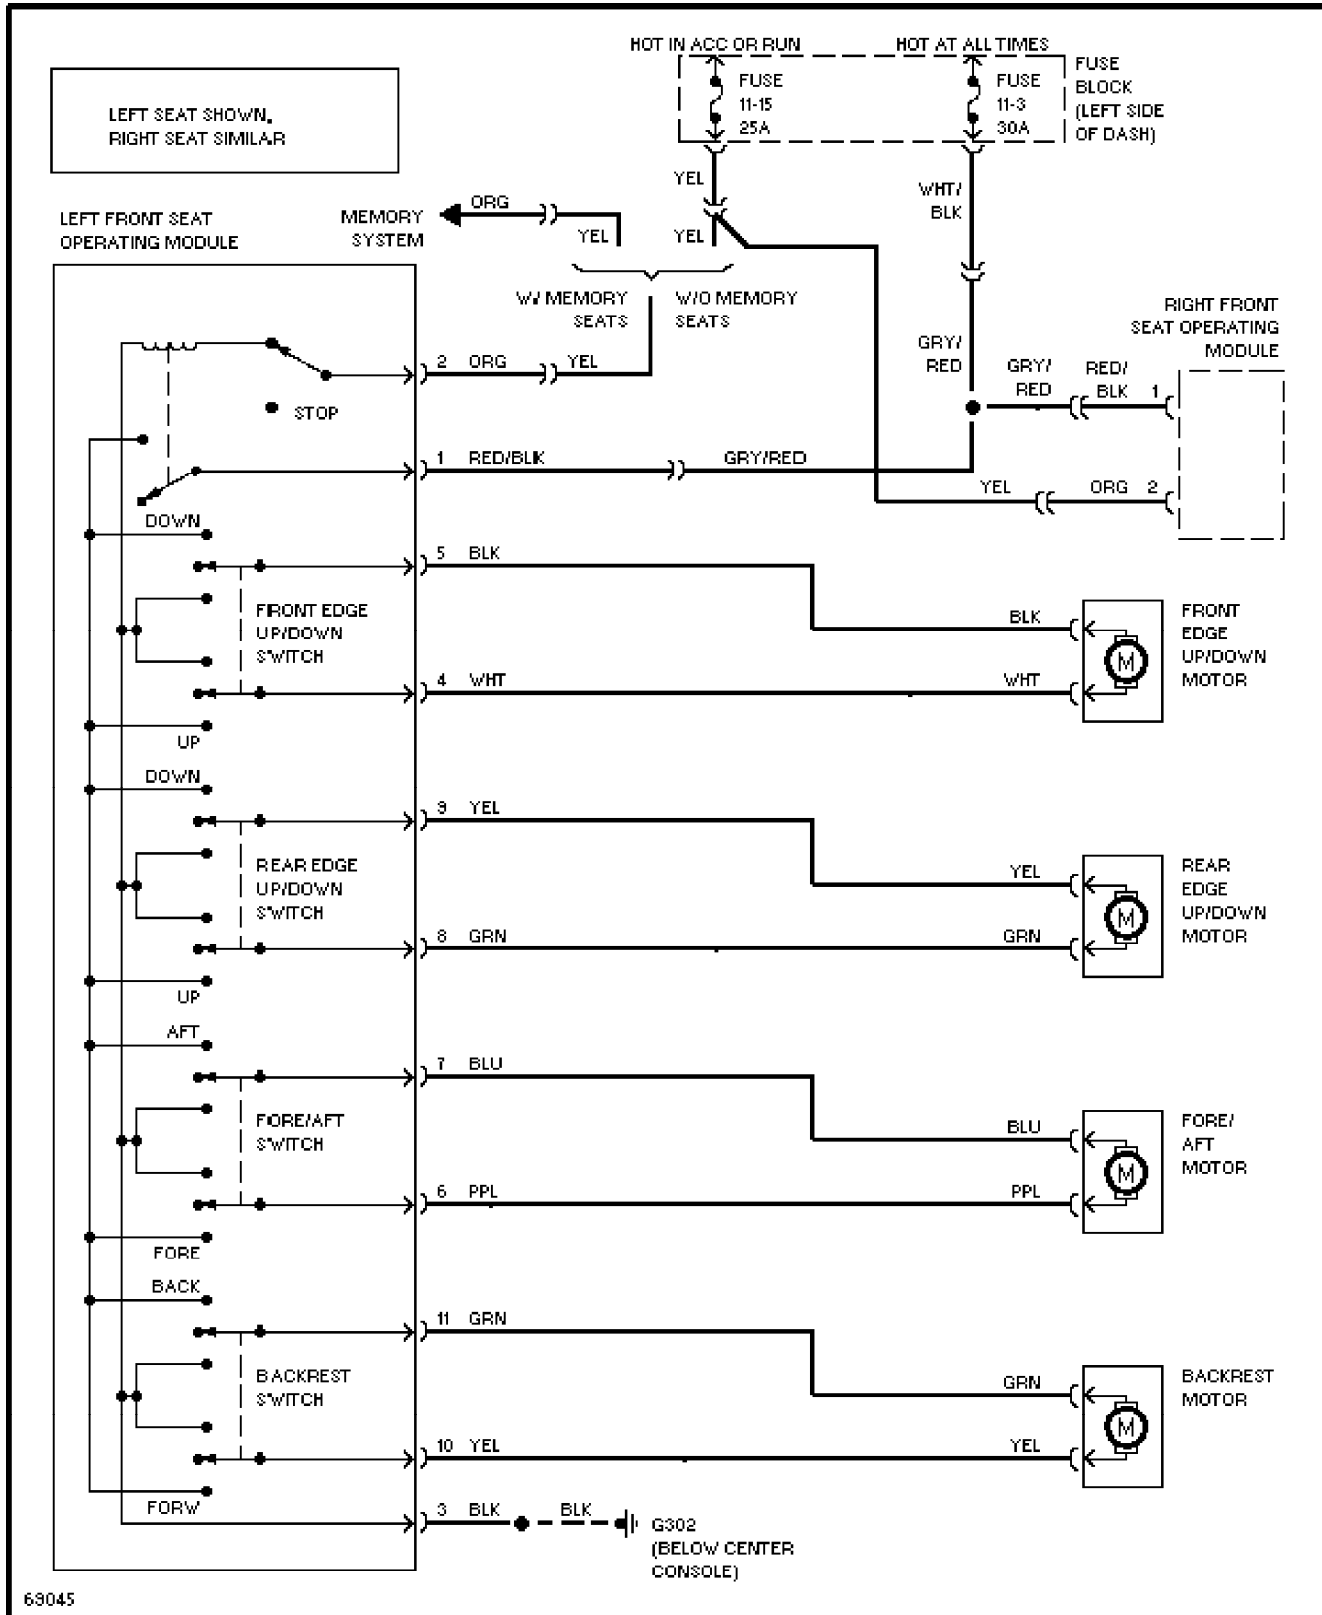 HOT IN ACC OR RUN
HOT AT ALL TIMES
FUSE
11-15
25A
FUSE
11-3
30A
FUSE
BLOCK
(LEFT SIDE
OF DASH)
LEFT SEAT SHOWN.
RIGHT SEAT SIMILAR
YEL
WHT/
BLK
LEFT FRONT SEAT
OPERATING MODULE
MEMORY
SYSTEM
ORG
YEL
YEL
W/ MEMORY
SEATS
W/O MEMORY
SEATS
RIGHT FRONT
SEAT OPERATING
MODULE
GRY/
RED
GRY/
RED
RED/
BLK
1
2
ORG
YEL
STOP
1
RED/BLK
GRY/RED
YEL
ORG
2
DOWN
5
BLK
FRONT EDGE
UP/DOWN
SWITCH
BLK
FRONT
EDGE
UP/DOWN
MOTOR
M
4
WHT
WHT
UP
DOWN
9
YEL
REAR EDGE
UP/DOWN
SWITCH
YEL
REAR
EDGE
UP/DOWN
MOTOR
M
8
GRN
GRN
UP
AFT
7
BLU
FORE/AFT
SWITCH
BLU
FORE/
AFT
MOTOR
M
6
PPL
PPL
FORE
BACK
11
GRN
BACKREST
SWITCH
GRN
BACKREST
MOTOR
M
10
YEL
YEL
FORW
3
BLK
BLK
G302
(BELOW CENTER
CONSOLE)
69045